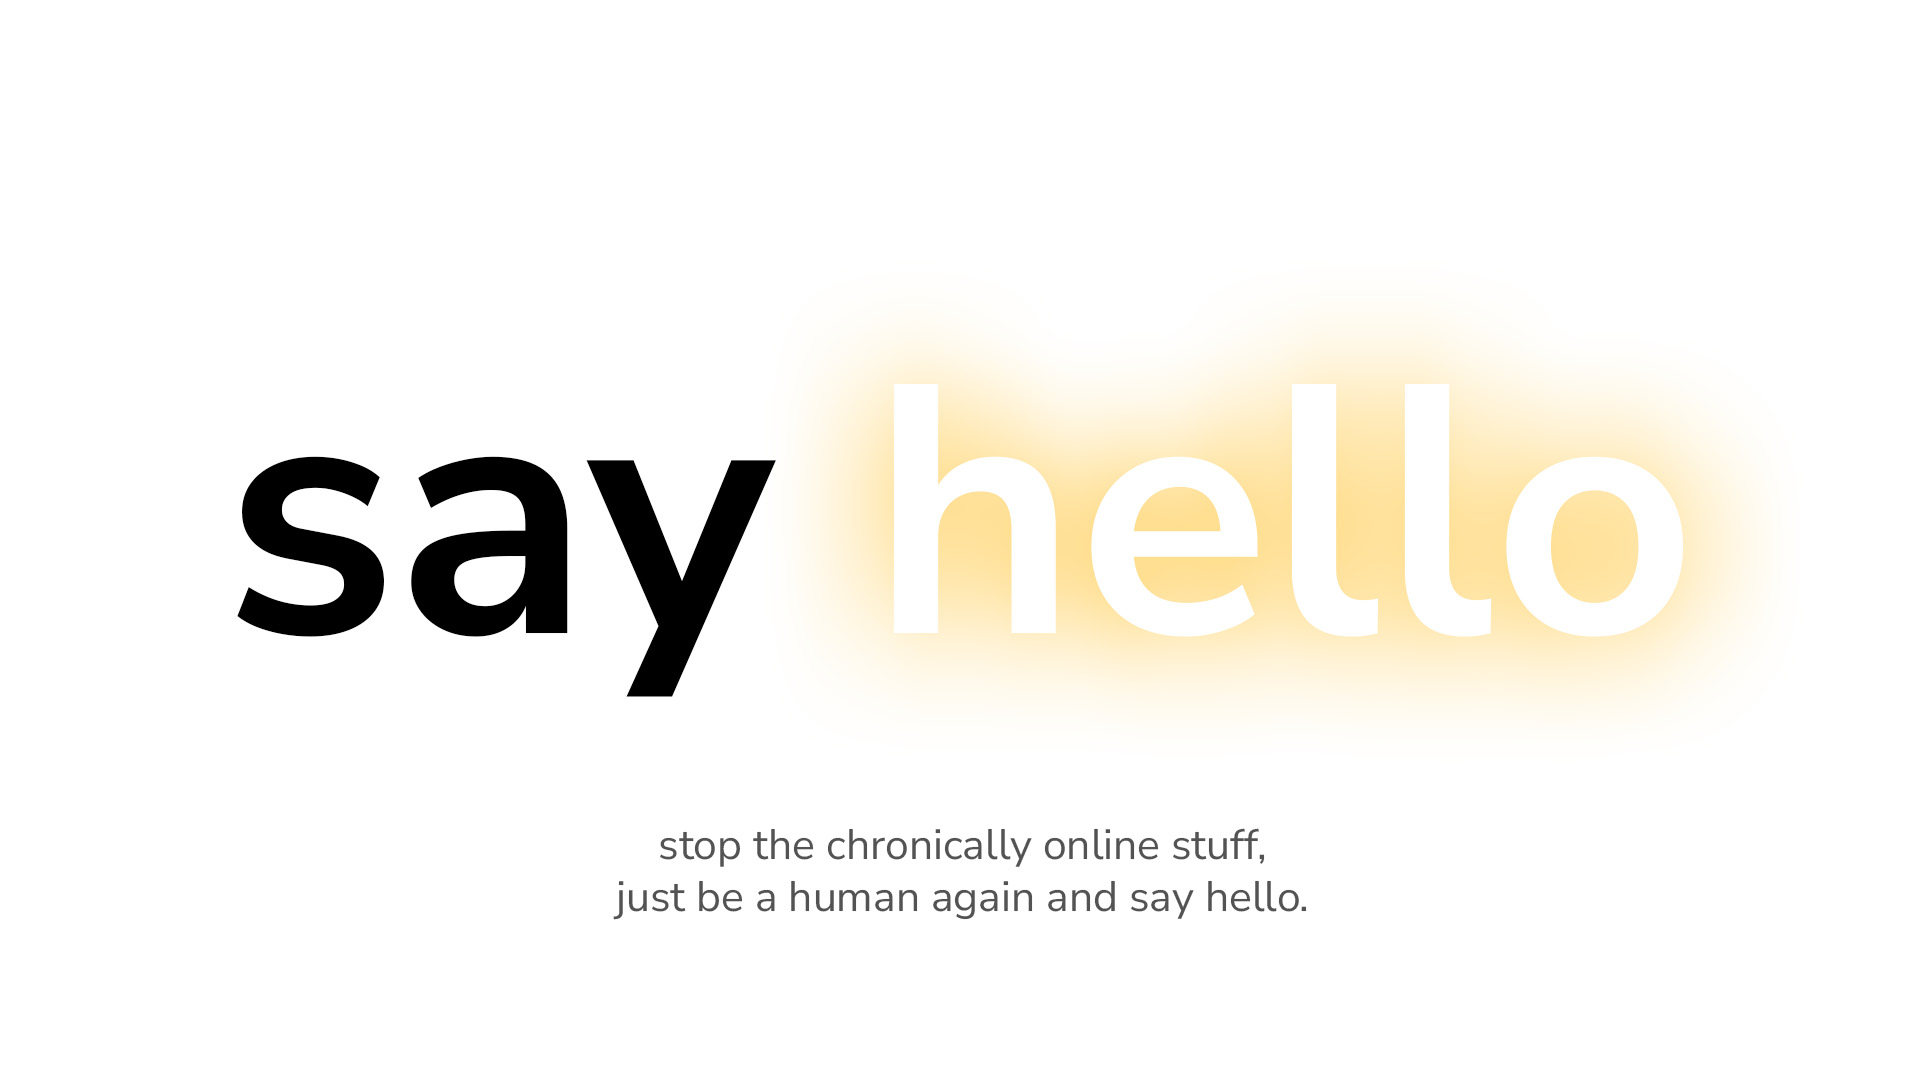 say hello
stop the chronically online stuff,
just be a human again and say hello.